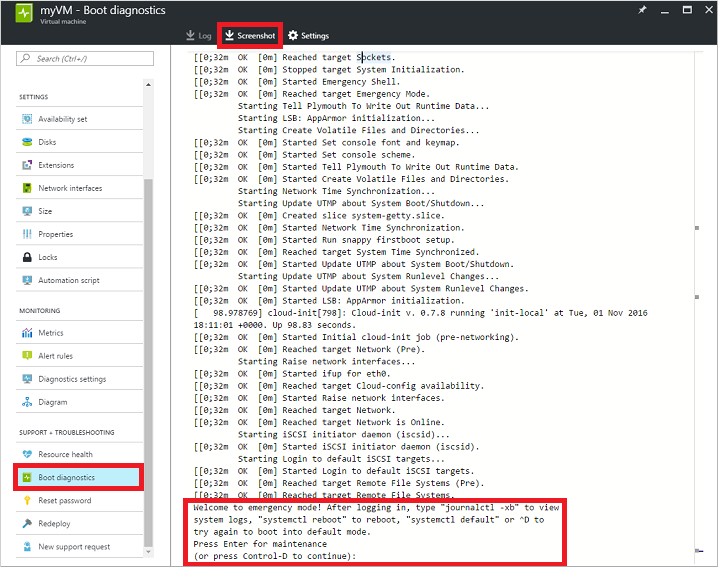 myVM - Boot diagnostics
Virtual machine
Log
Screenshot
Settings
Search (Ctrl+/)
SETTINGS
Availability set
Disks
Extensions
Network interfaces
Size
Properties
Locks
Automation script
MONITORING
Metrics
Alert rules
Diagnostics settings
Diagram
SUPPORT + TROUBLESHOOTING
Resource health
Boot diagnostics
Reset password
Redeploy
New support request
[[0;32m  OK  [0m] Reached target Sockets.
[[0;32m  OK  [0m] Stopped target System Initialization.
[[0;32m  OK  [0m] Started Emergency Shell.
[[0;32m  OK  [0m] Reached target Emergency Mode.
Starting Tell Plymouth To Write Out Runtime Data...
Starting LSB: AppArmor initialization...
Starting Create Volatile Files and Directories...
[[0;32m  OK  [0m] Started Set console font and keymap.
[[0;32m  OK  [0m] Started Set console scheme.
[[0;32m  OK  [0m] Started Tell Plymouth To Write Out Runtime Data.
[[0;32m  OK  [0m] Started Create Volatile Files and Directories.
Starting Network Time Synchronization...
Starting Update UTMP about System Boot/Shutdown...
[[0;32m  OK  [0m] Created slice system-getty.slice.
[[0;32m  OK  [0m] Started Network Time Synchronization.
[[0;32m  OK  [0m] Started Run snappy firstboot setup.
[[0;32m  OK  [0m] Reached target System Time Synchronized.
[[0;32m  OK  [0m] Started Update UTMP about System Boot/Shutdown.
Starting Update UTMP about System Runlevel Changes...
[[0;32m  OK  [0m] Started Update UTMP about System Runlevel Changes.
[[0;32m  OK  [0m] Started LSB: AppArmor initialization.
[   98.978769] cloud-init[798]: Cloud-init v. 0.7.8 running 'init-local' at Tue, 01 Nov 2016
18:11:01 +0000. Up 98.83 seconds.
[[0;32m  OK  [0m] Started Initial cloud-init job (pre-networking).
[[0;32m  OK  [0m] Reached target Network (Pre).
Starting Raise network interfaces...
[[0;32m  OK  [0m] Started ifup for eth0.
[[0;32m  OK  [0m] Reached target Cloud-config availability.
[[0;32m  OK  [0m] Started Raise network interfaces.
[[0;32m  OK  [0m] Reached target Network.
[[0;32m  OK  [0m] Reached target Network is Online.
Starting iSCSI initiator daemon (iscsid)...
[[0;32m  OK  [0m] Started iSCSI initiator daemon (iscsid).
Starting Login to default iSCSI targets...
[[0;32m  OK  [0m] Started Login to default iSCSI targets.
[[0;32m  OK  [0m] Reached target Remote File Systems (Pre).
[[0;32m  OK  [0m] Reached target Remote File Systems.
Welcome to emergency mode! After logging in, type "journalctl -xb" to view
system logs, "systemctl reboot" to reboot, "systemctl default" or ^D to
try again to boot into default mode.
Press Enter for maintenance
(or press Control-D to continue):